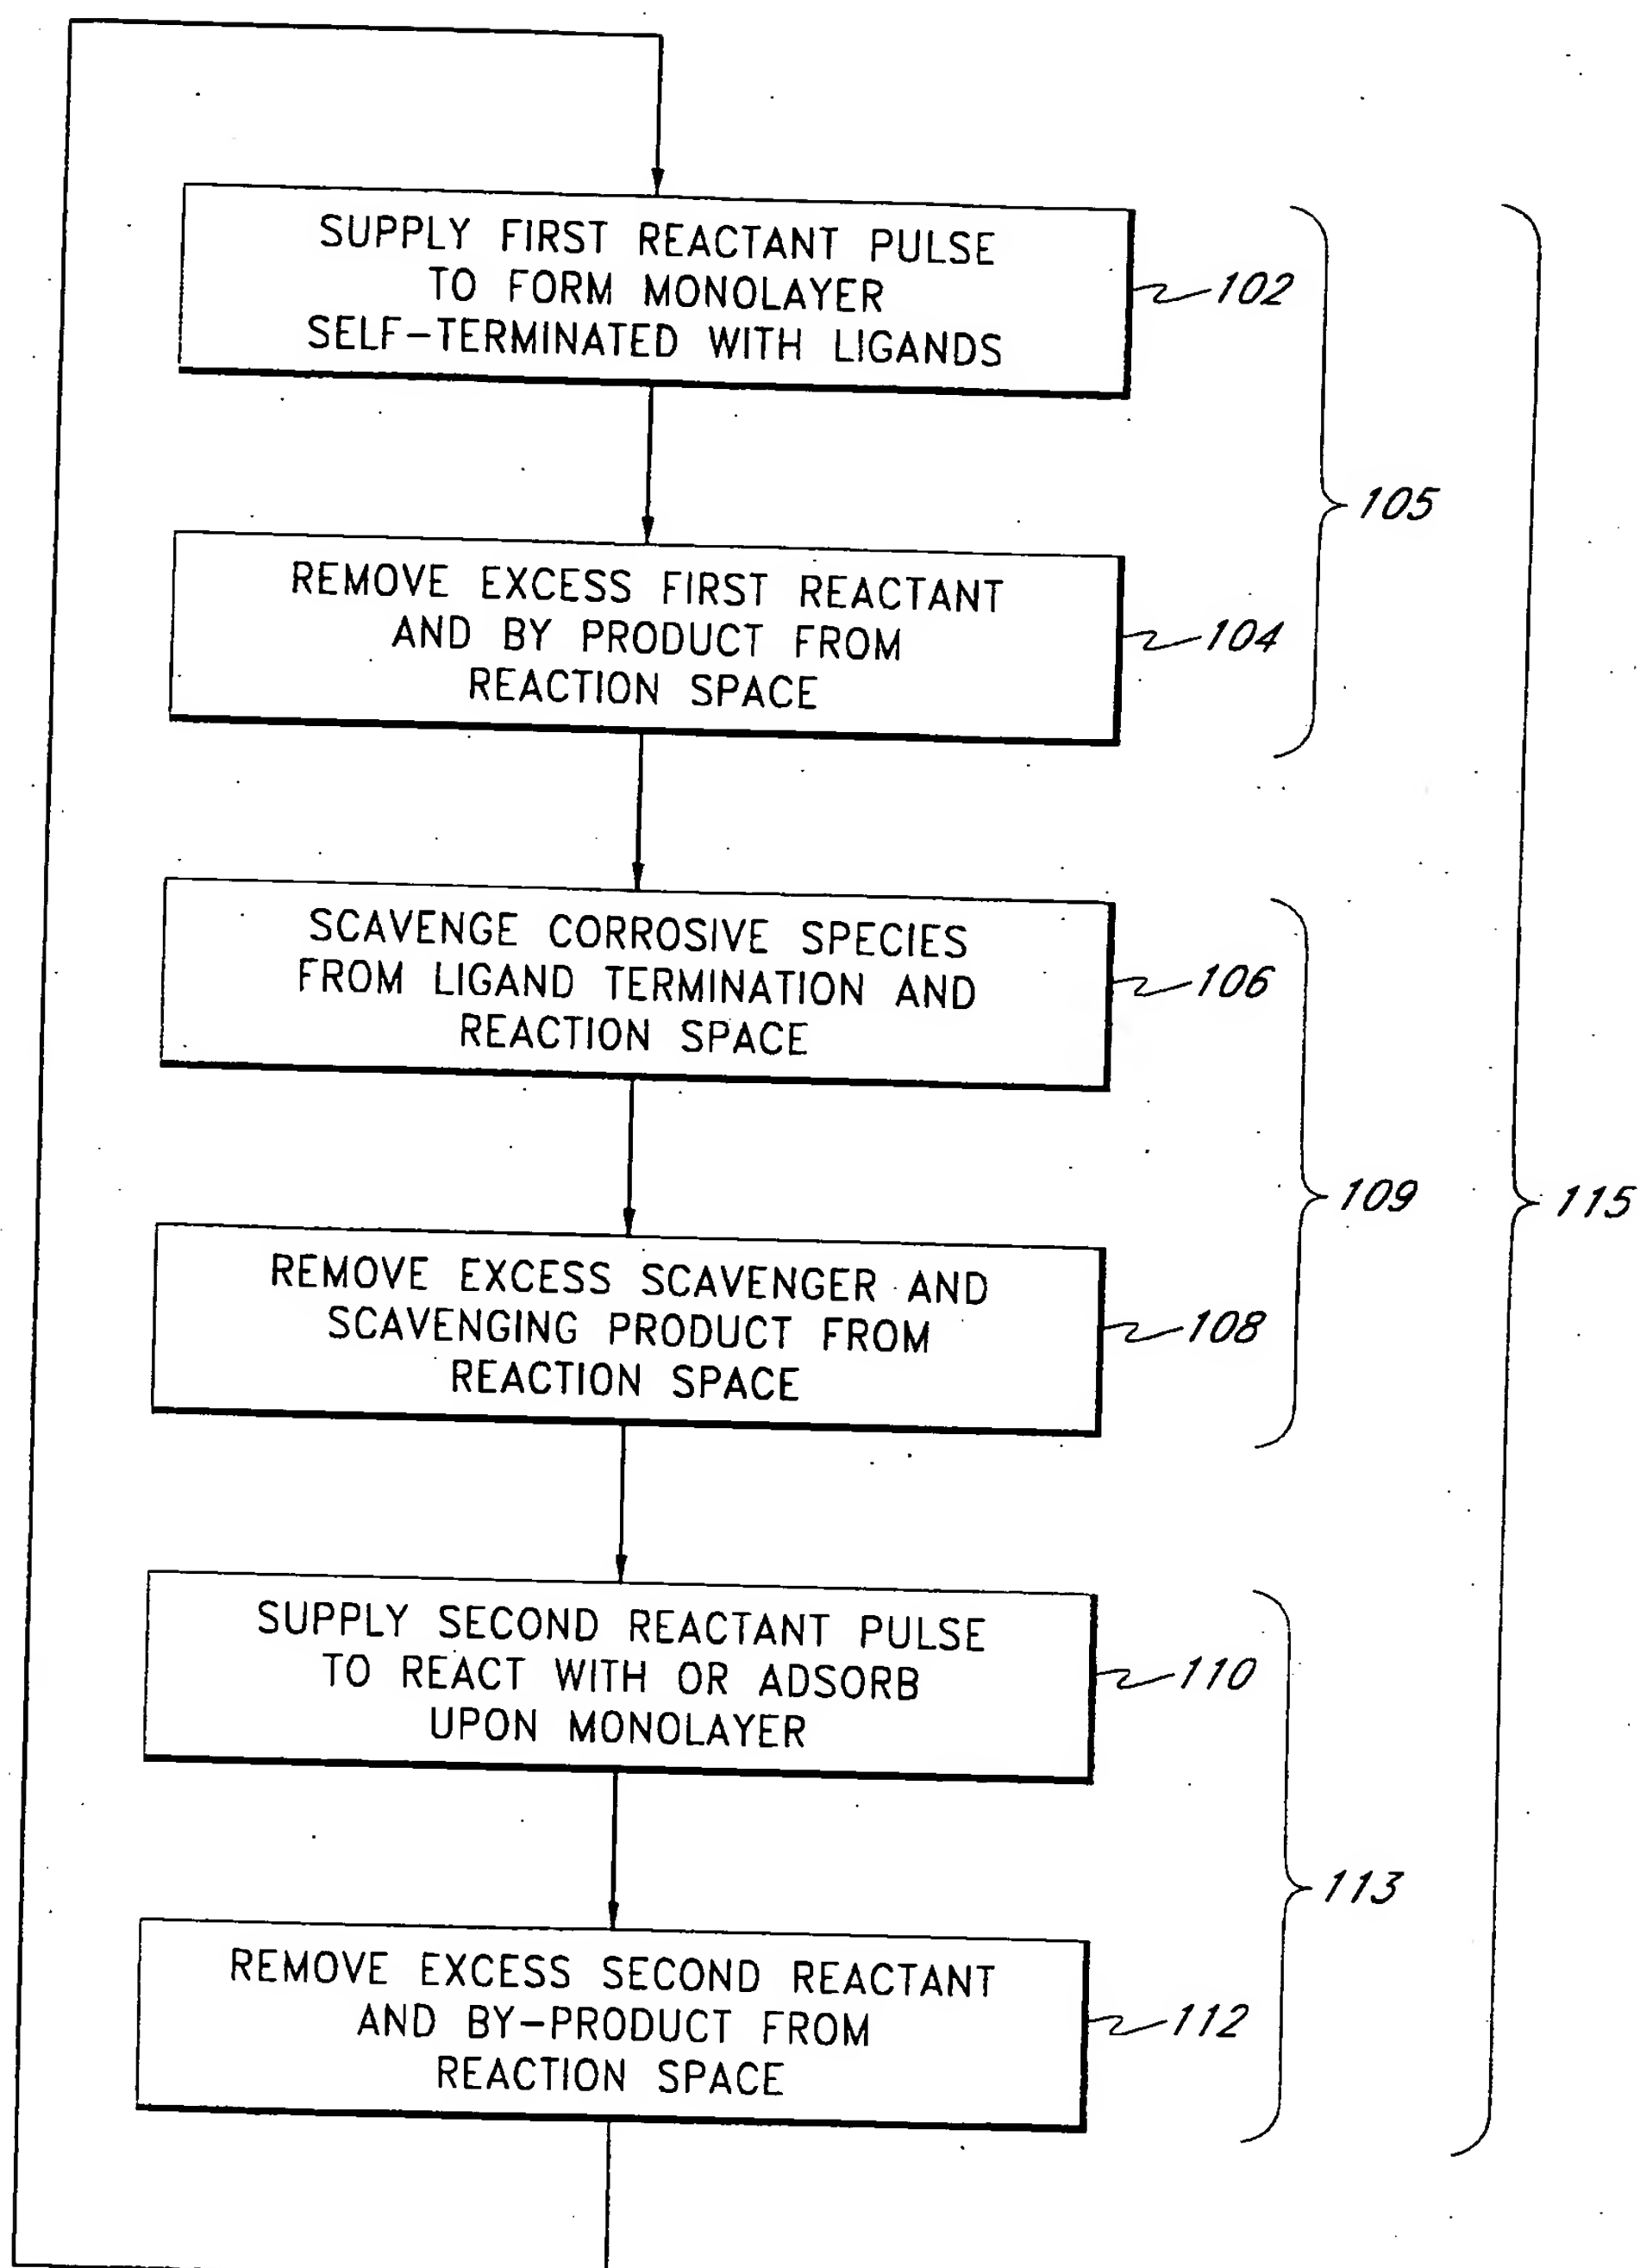 SUPPLY FIRST REACTANT PULSE
TO FORM MONOLAYER
SELF-TERMINATED WITH LIGANDS
102
REMOVE EXCESS FIRST REACTANT
AND BY PRODUCT FROM
REACTION SPACE
104
105
SCAVENGE CORROSIVE SPECIES
FROM LIGAND TERMINATION AND
REACTION SPACE
106
REMOVE EXCESS SCAVENGER AND
SCAVENGING PRODUCT FROM
REACTION SPACE
108
109
115
SUPPLY SECOND REACTANT PULSE
TO REACT WITH OR ADSORB
UPON MONOLAYER
110
REMOVE EXCESS SECOND REACTANT
AND BY-PRODUCT FROM
REACTION SPACE
112
113